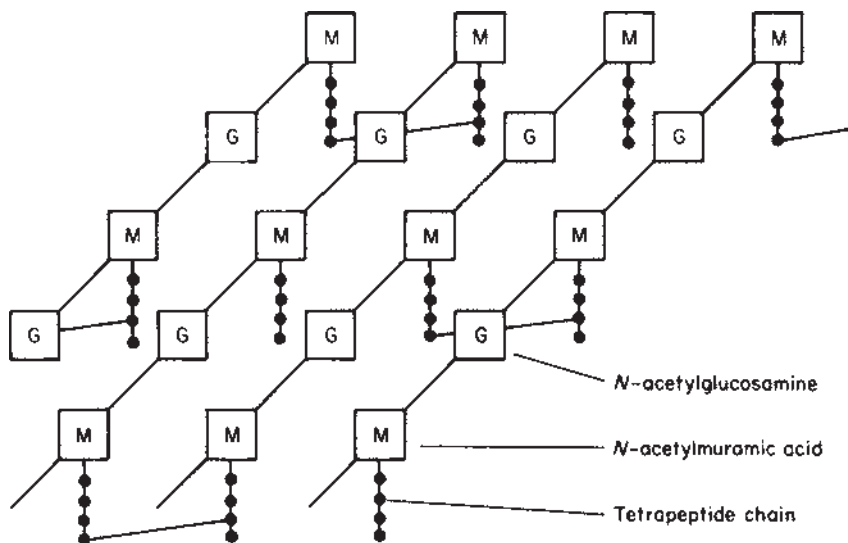 M M M M
G G G G
M M M M
G G G G
N-acetylglucosamine
M M M N-acetylmuramic acid
Tetrapeptide chain